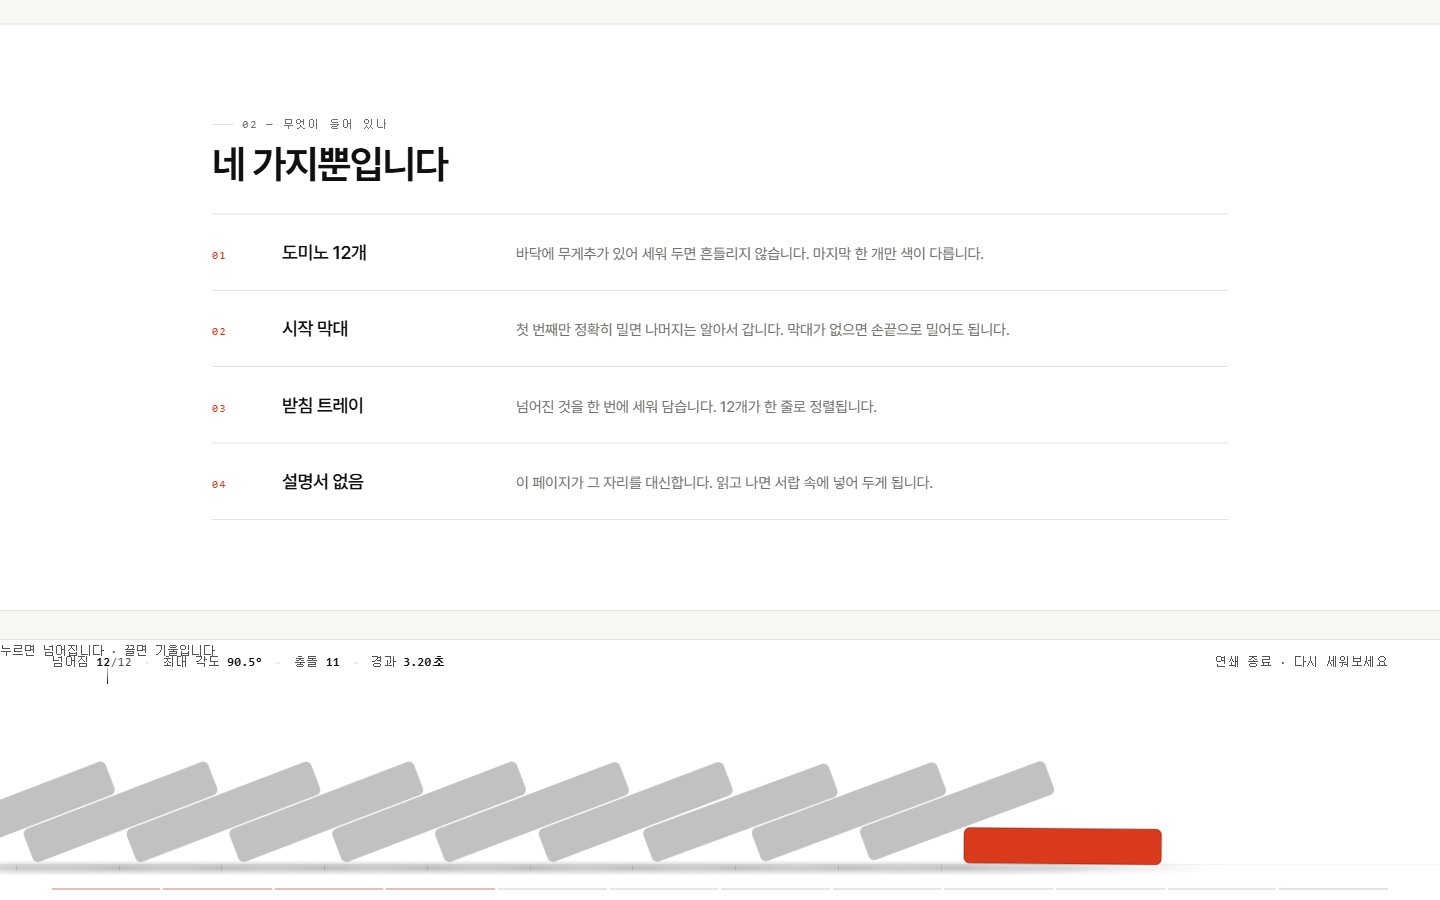 02 — 무엇이 들어 있나
네 가지뿐입니다
01 도미노 12개 바닥에 무게추가 있어 세워 두면 흔들리지 않습니다. 마지막 한 개만 색이 다릅니다.
02 시작 막대 첫 번째만 정확히 밀면 나머지는 알아서 갑니다. 막대가 없으면 손끝으로 밀어도 됩니다.
03 받침 트레이 넘어진 것을 한 번에 세워 담습니다. 12개가 한 줄로 정렬됩니다.
04 설명서 없음 이 페이지가 그 자리를 대신합니다. 읽고 나면 서랍 속에 넣어 두게 됩니다.
누르면 넘어집니다 · 끌면 기울입니다
넘어짐 12/12 · 최대 각도 90.5° · 충돌 11 · 경과 3.20초 연쇄 종료 · 다시 세워보세요